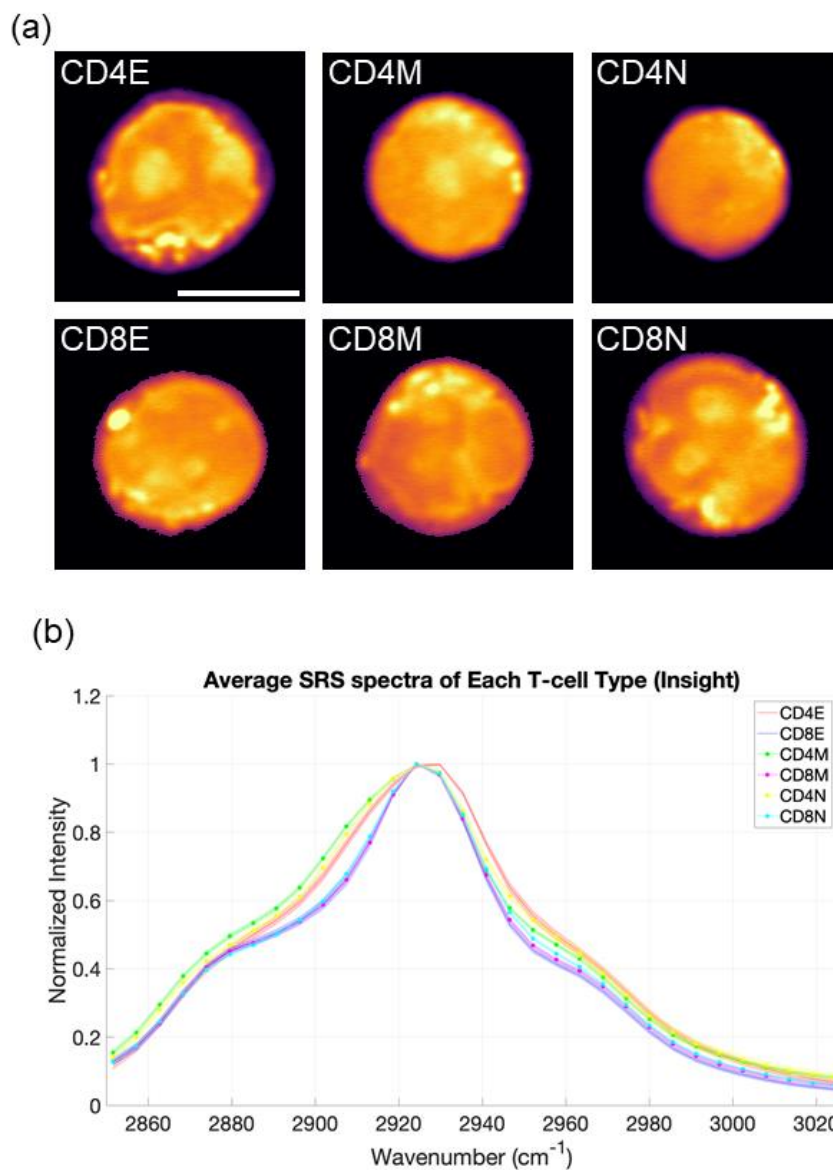 (a)
CD4E CD4M CD4N
CD8E CD8M CD8N
(b)
Average SRS spectra of Each T-cell Type (Insight)
1.2
1
0.8
0.6
0.4
0.2
0
Normalized Intensity
CD4E
CD8E
CD4M
CD8M
CD4N
CD8N
2860 2880 2900 2920 2940 2960 2980 3000 3020
Wavenumber (cm⁻¹)